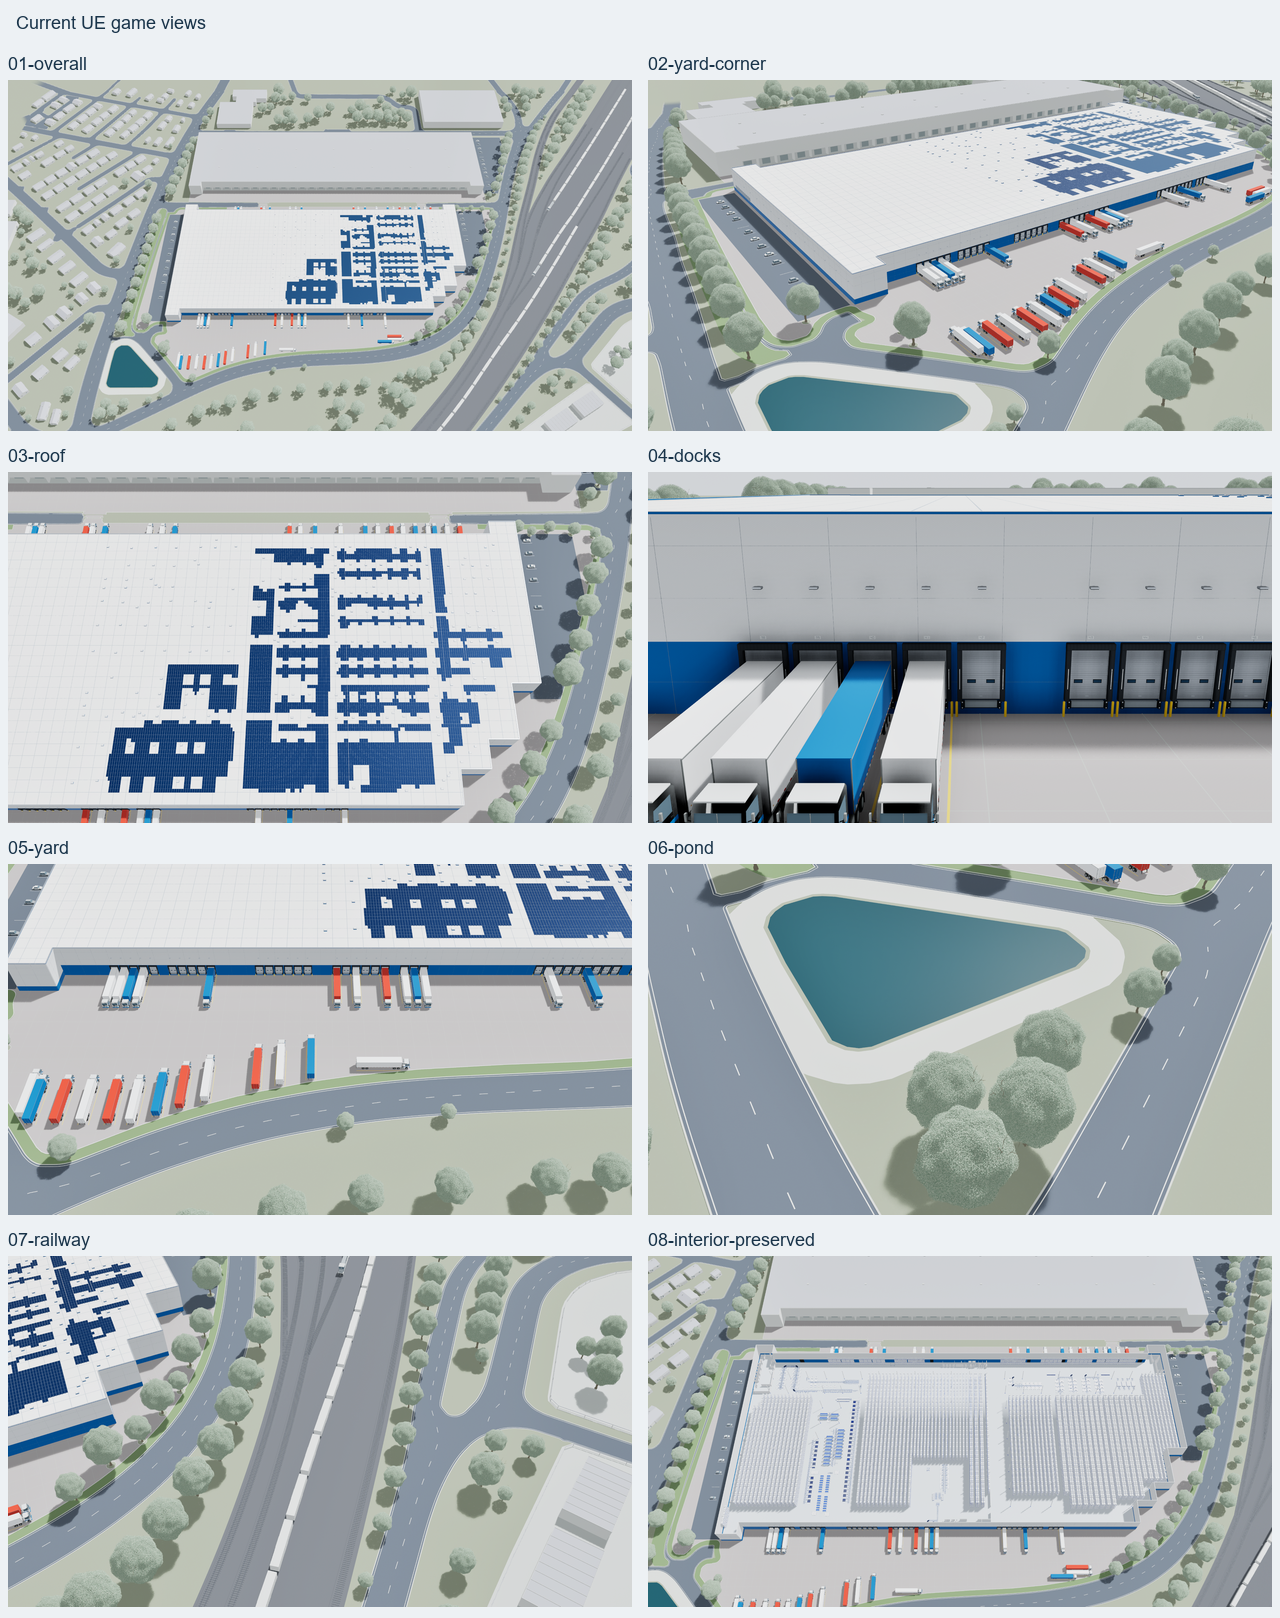 Current UE game views
01-overall
02-yard-corner
03-roof
04-docks
05-yard
06-pond
07-railway
08-interior-preserved